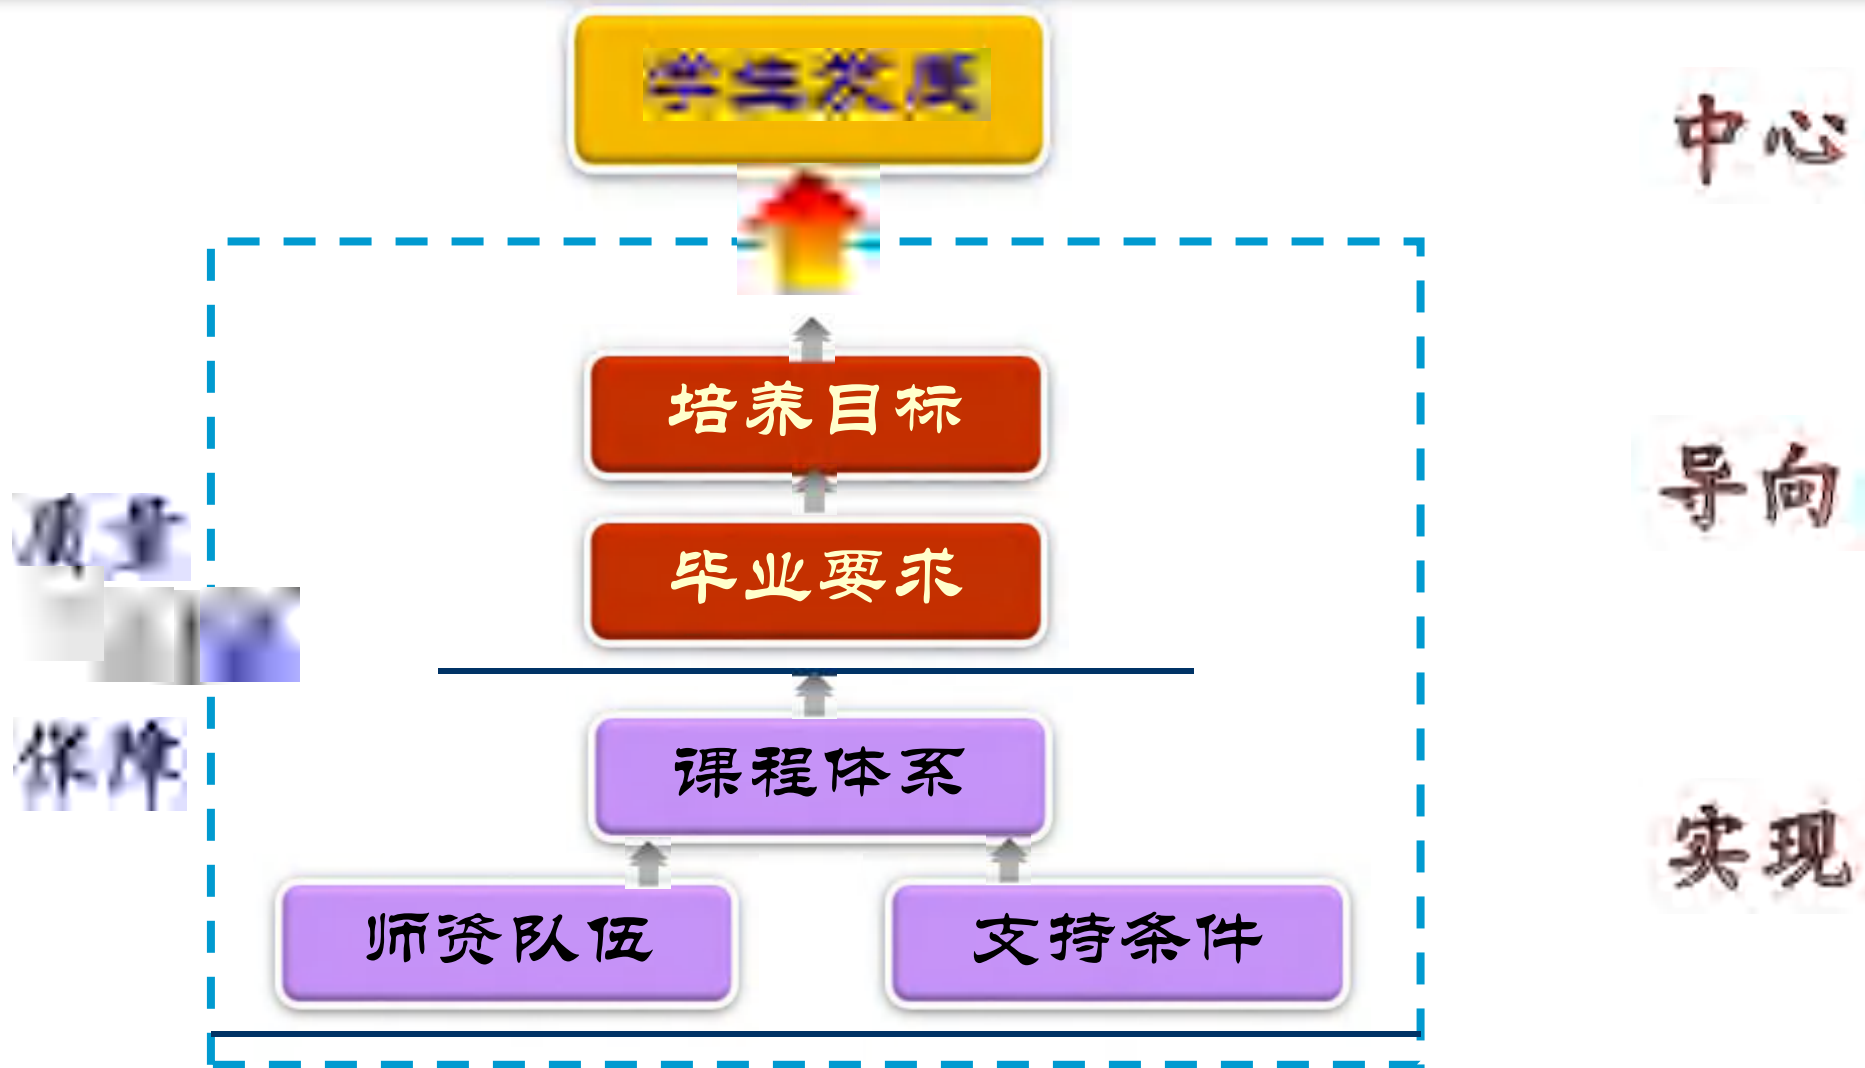 学生发展
中心
培养目标
导向
质量
毕业要求
保障
课程体系
实现
师资队伍
支持条件